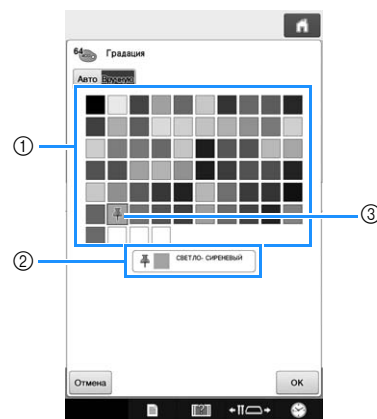 64
Градация
Авто Вручную
①
③
②
СВЕТЛО- СИРЕНЕВЫЙ
Отмена
OK